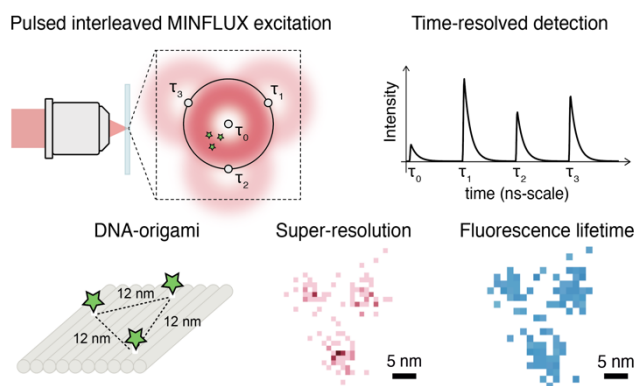 Pulsed interleaved MINFLUX excitation
τ3
τ1
τ0
τ2
Time-resolved detection
Intensity
τ0 τ1 τ2 τ3
time (ns-scale)
DNA-origami
12 nm
12 nm
12 nm
Super-resolution
5 nm
Fluorescence lifetime
5 nm